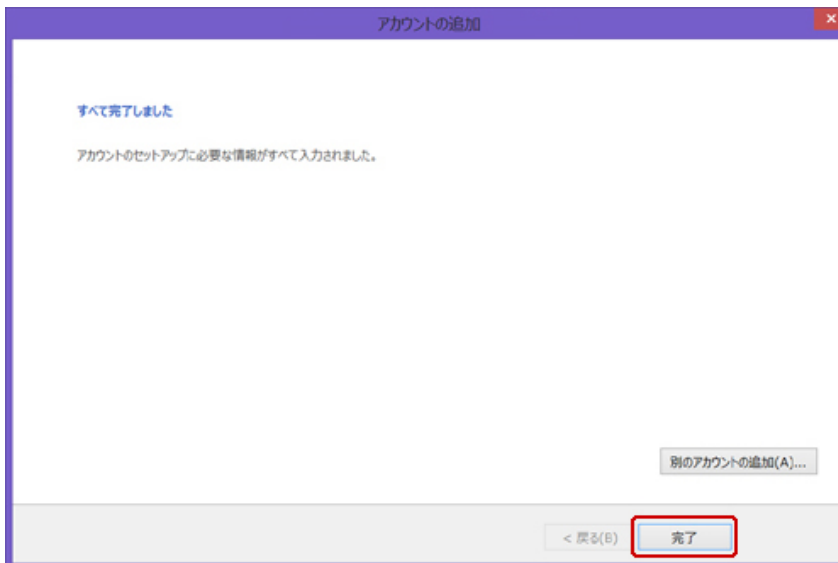 アカウントの追加
すべて完了しました
アカウントのセットアップに必要な情報がすべて入力されました。
別のアカウントの追加(A)...
< 戻る(B)
完了